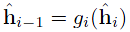 ĥ_{i−1} = g_i(ĥ_i)